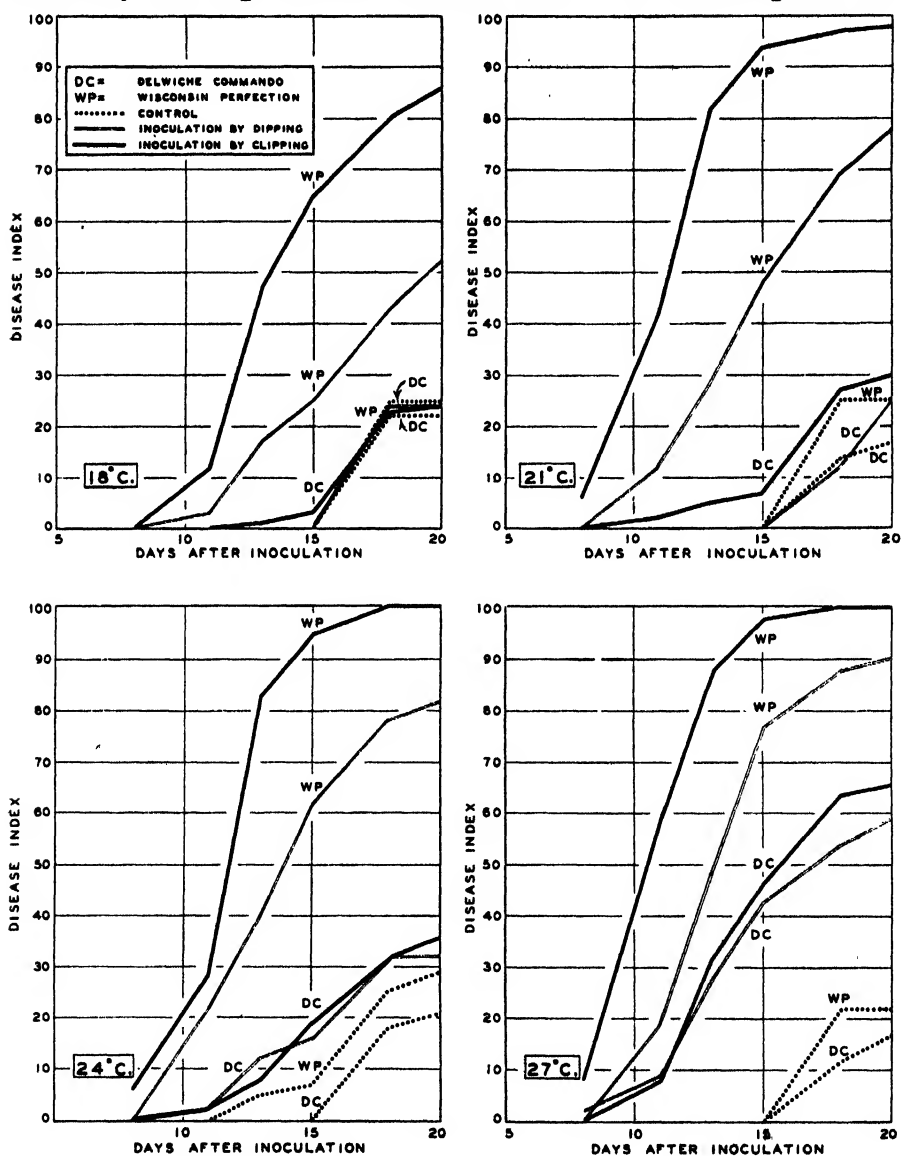 100
90
80
70
60
50
40
30
20
10
0
DISEASE INDEX
DC= DELWICHE COMMANDO
WP= WISCONSIN PERFECTION
CONTROL
INOCULATION BY DIPPING
INOCULATION BY CLIPPING
WP
WP
DC
WP
DC
DC
18°C.
5 10 15 20
DAYS AFTER INOCULATION
100
90
80
70
60
50
40
30
20
10
0
DISEASE INDEX
WP
WP
WP
DC
DC
DC
21°C.
5 10 15 20
DAYS AFTER INOCULATION
100
90
80
70
60
50
40
30
20
10
0
DISEASE INDEX
WP
WP
DC
DC
WP
DC
24°C.
10 15 20
DAYS AFTER INOCULATION
100
90
80
70
60
50
40
30
20
10
0
DISEASE INDEX
WP
WP
DC
DC
WP
DC
27°C.
5 10 15 20
DAYS AFTER INOCULATION